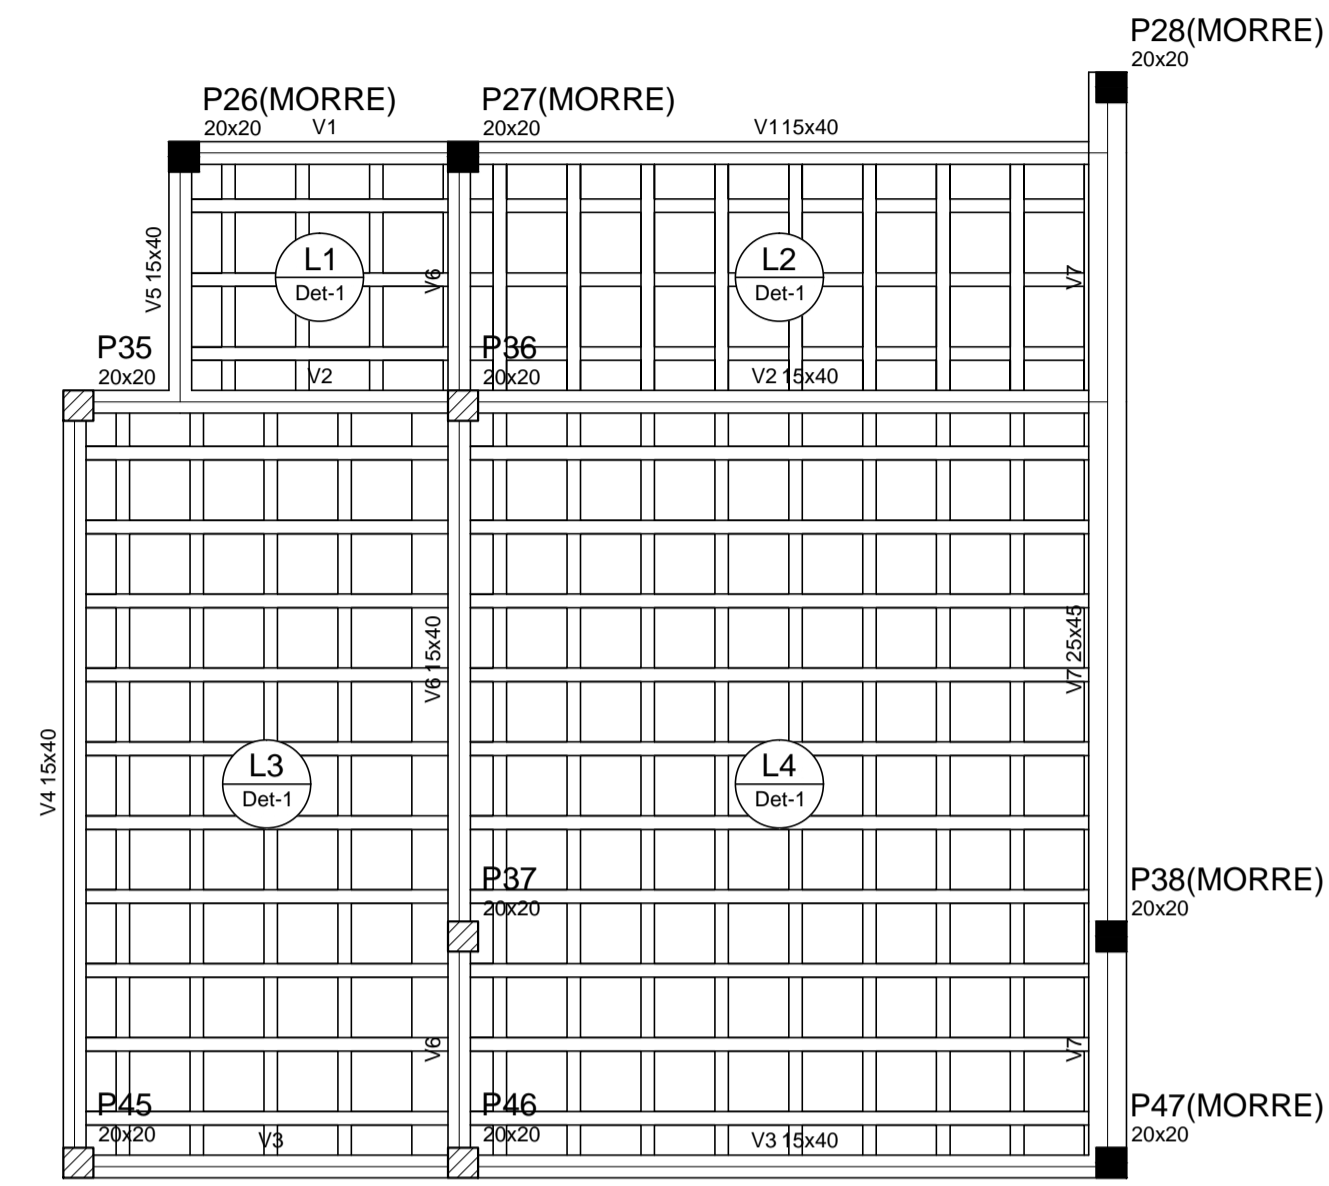 P28(MORRE)
20x20
P26(MORRE)
20x20
V1
P27(MORRE)
20x20
V115x40
V5 15x40
L1
Det-1
V6
L2
Det-1
V7
P35
20x20
V2
P36
20x20
V2 15x40
V6 15x40
V7 25x45
V4 15x40
L3
Det-1
L4
Det-1
P37
20x20
P38(MORRE)
20x20
V6
V7
P45
20x20
V3
P46
20x20
V3 15x40
P47(MORRE)
20x20